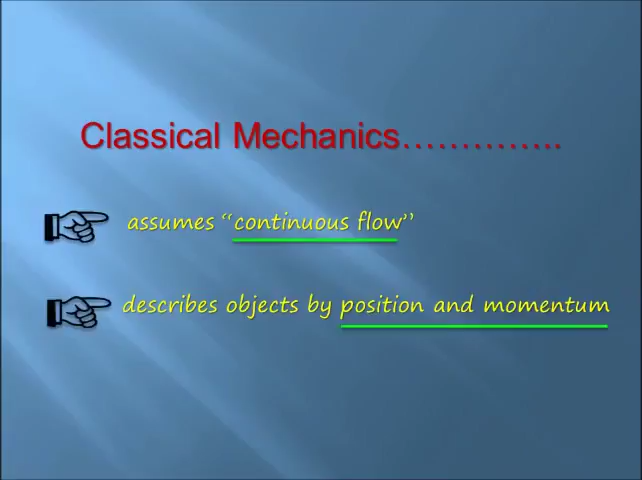 Classical Mechanics…………..
assumes “continuous flow”
describes objects by position and momentum